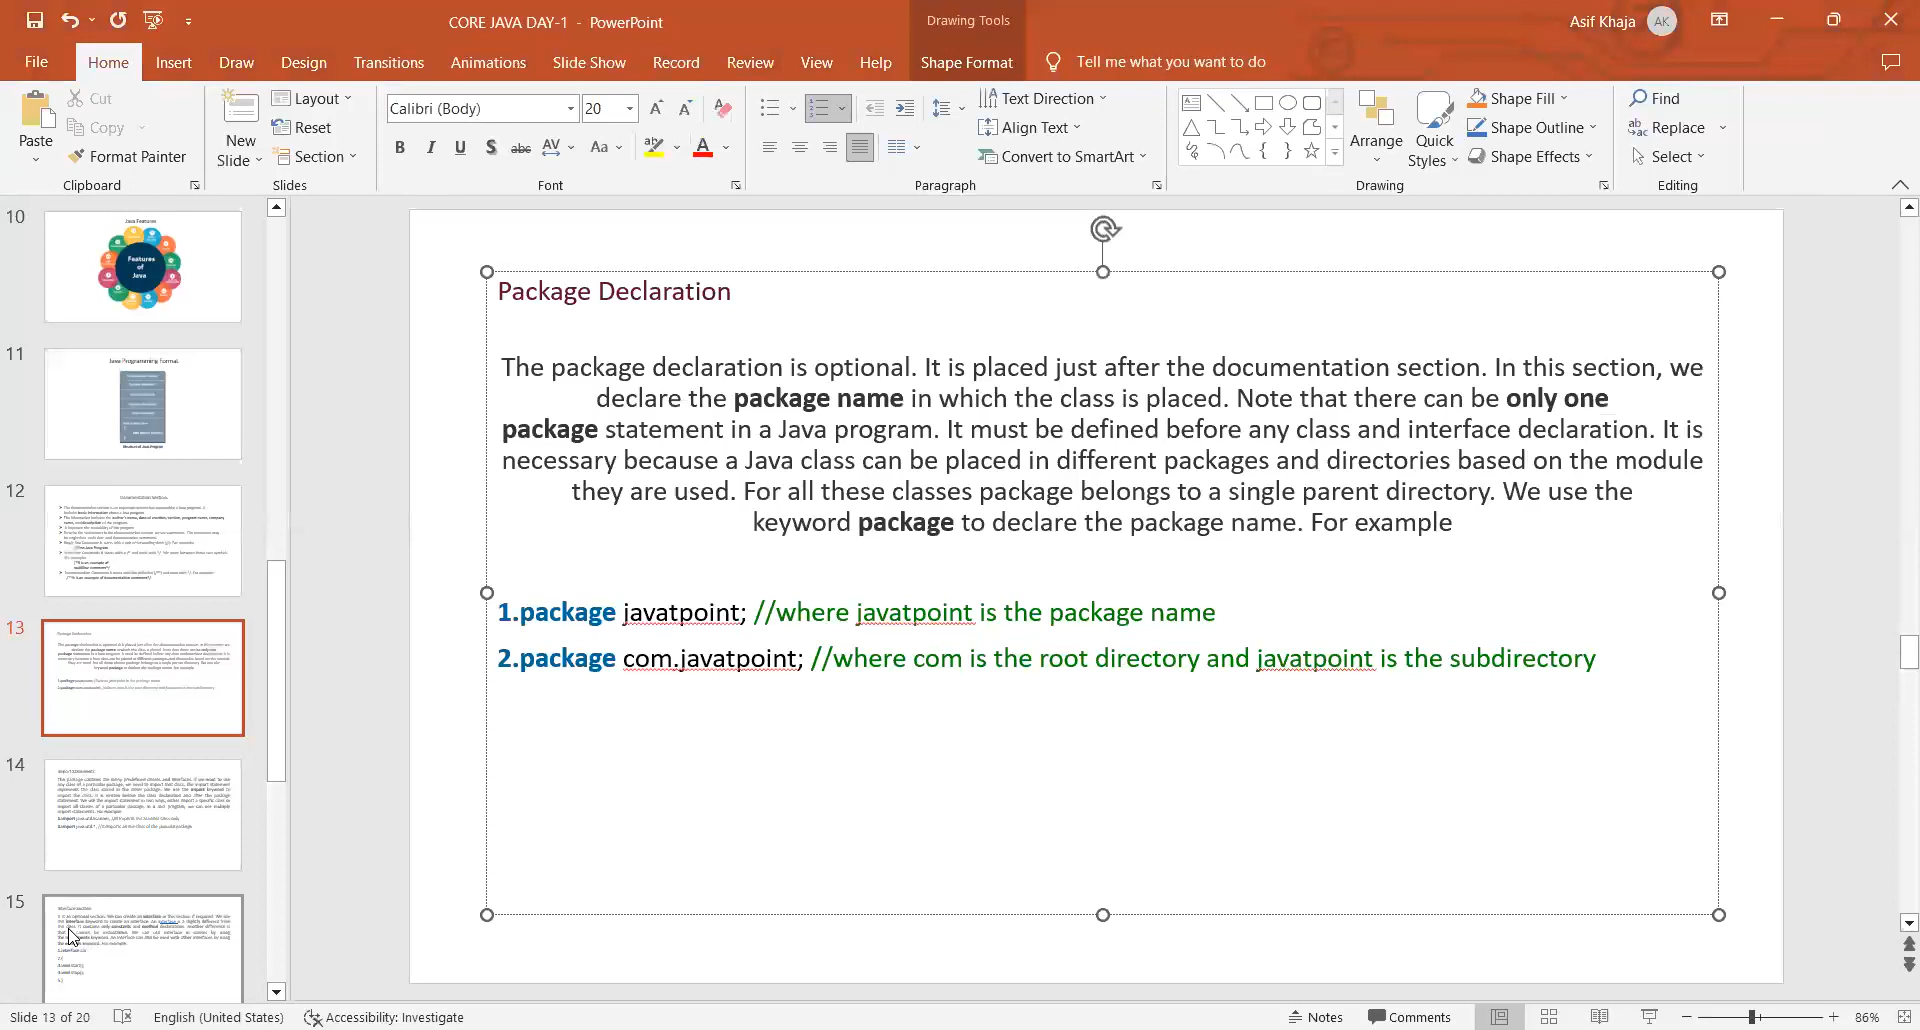 CORE JAVA DAY-1 - PowerPoint
Drawing Tools
Asif Khaja
AK
File
Home
Insert
Draw
Design
Transitions
Animations
Slide Show
Record
Review
View
Help
Shape Format
Tell me what you want to do
Paste
Cut
Copy
Format Painter
Clipboard
New Slide
Layout
Reset
Section
Slides
Calibri (Body)
20
Font
Text Direction
Align Text
Convert to SmartArt
Paragraph
Arrange
Quick Styles
Shape Fill
Shape Outline
Shape Effects
Drawing
Find
Replace
Select
Editing
10
Java Features
Features
of
Java
11
Java Programming Format
12
13
14
15
Package Declaration
The package declaration is optional. It is placed just after the documentation section. In this section, we
declare the package name in which the class is placed. Note that there can be only one
package statement in a Java program. It must be defined before any class and interface declaration. It is
necessary because a Java class can be placed in different packages and directories based on the module
they are used. For all these classes package belongs to a single parent directory. We use the
keyword package to declare the package name. For example
1.package javatpoint; //where javatpoint is the package name
2.package com.javatpoint; //where com is the root directory and javatpoint is the subdirectory
Slide 13 of 20
English (United States)
Accessibility: Investigate
Notes
Comments
86%